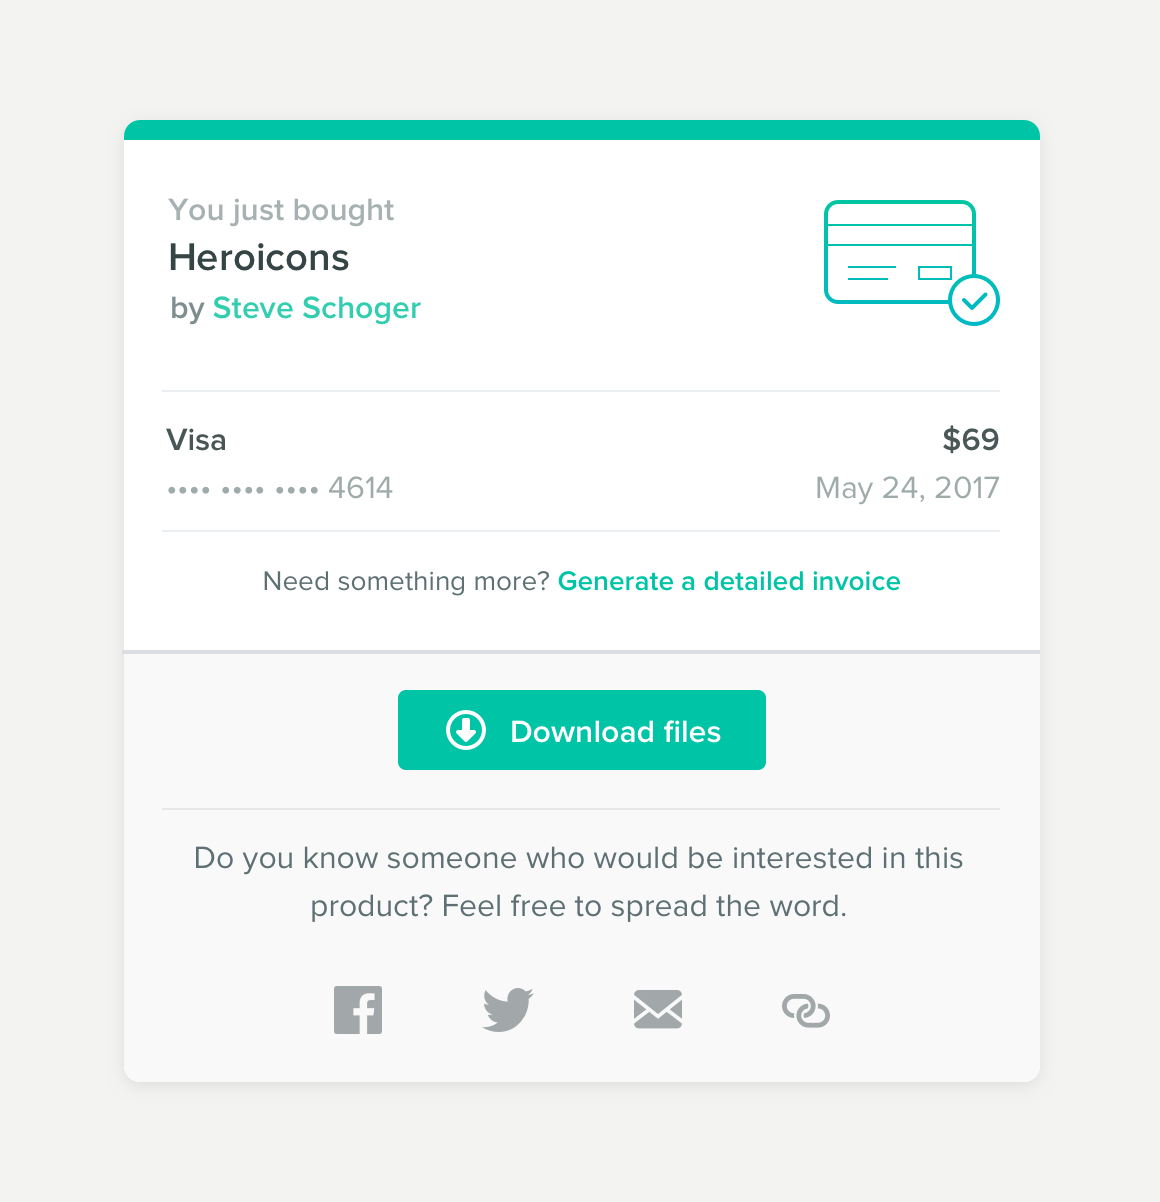 You just bought
Heroicons
by Steve Schoger
Visa
$69
•••• •••• •••• 4614
May 24, 2017
Need something more? Generate a detailed invoice
Download files
Do you know someone who would be interested in this
product? Feel free to spread the word.